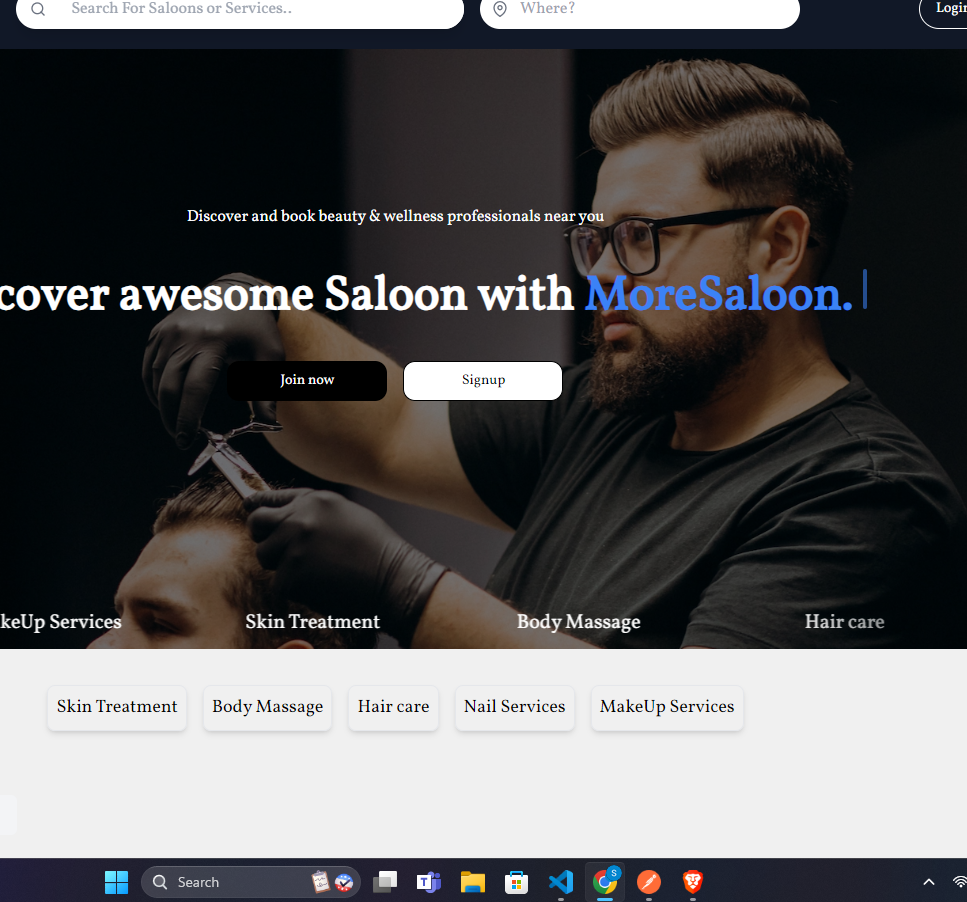 Search For Saloons or Services..
Where?
Login
Discover and book beauty & wellness professionals near you
cover awesome Saloon with MoreSaloon.
Join now
Signup
keUp Services
Skin Treatment
Body Massage
Hair care
Skin Treatment
Body Massage
Hair care
Nail Services
MakeUp Services
Search
S